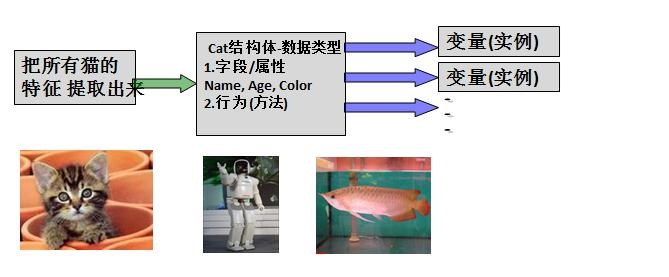 把所有猫的
特征 提取出来
Cat结构体-数据类型
1.字段/属性
Name, Age, Color
2.行为(方法)
变量(实例)
变量(实例)